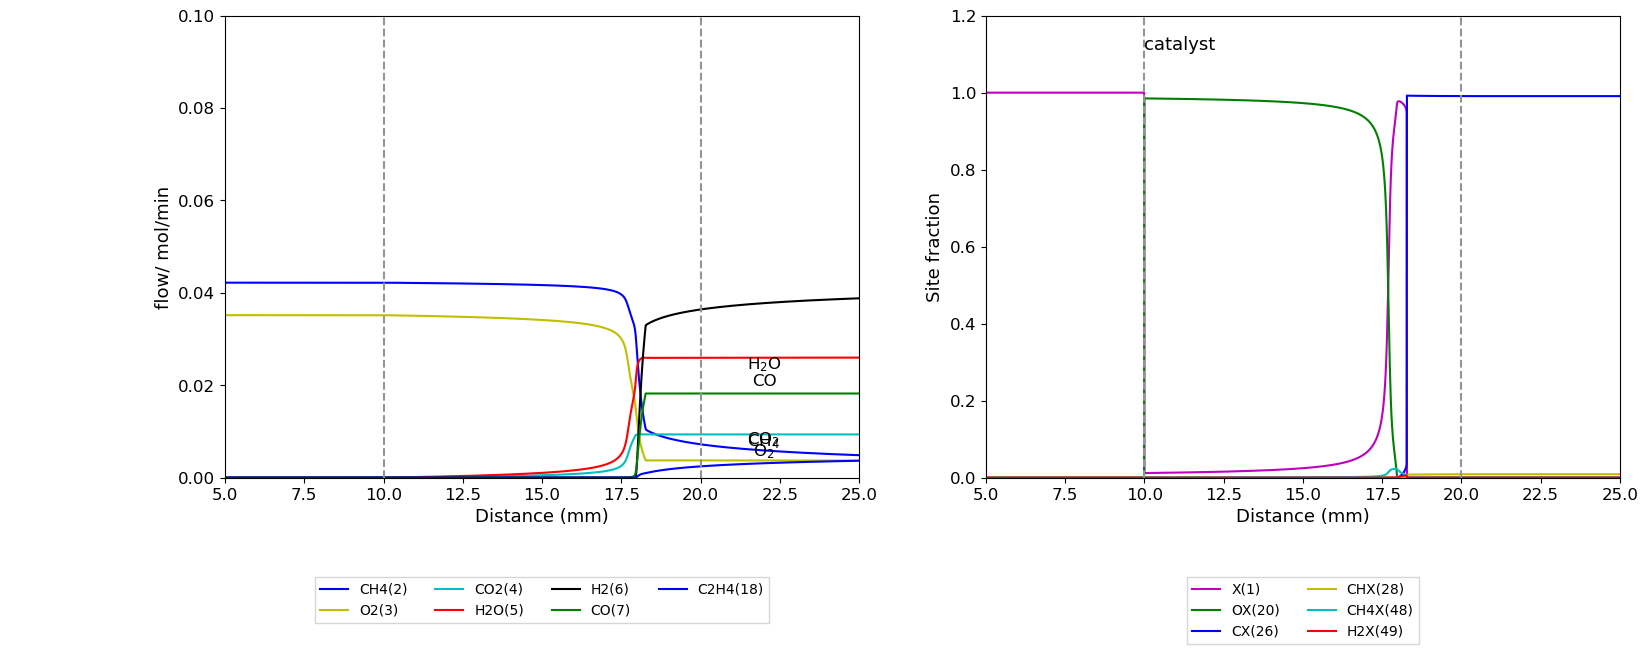 0.10
0.08
0.06
0.04
0.02
0.00
flow/ mol/min
H₂O
CO
CO₂
CH₄
O₂
5.0 7.5 10.0 12.5 15.0 17.5 20.0 22.5 25.0
Distance (mm)
CH4(2) CO2(4) H2(6) C2H4(18)
O2(3) H2O(5) CO(7)
1.2
1.0
0.8
0.6
0.4
0.2
0.0
Site fraction
catalyst
5.0 7.5 10.0 12.5 15.0 17.5 20.0 22.5 25.0
Distance (mm)
X(1) CHX(28)
OX(20) CH4X(48)
CX(26) H2X(49)